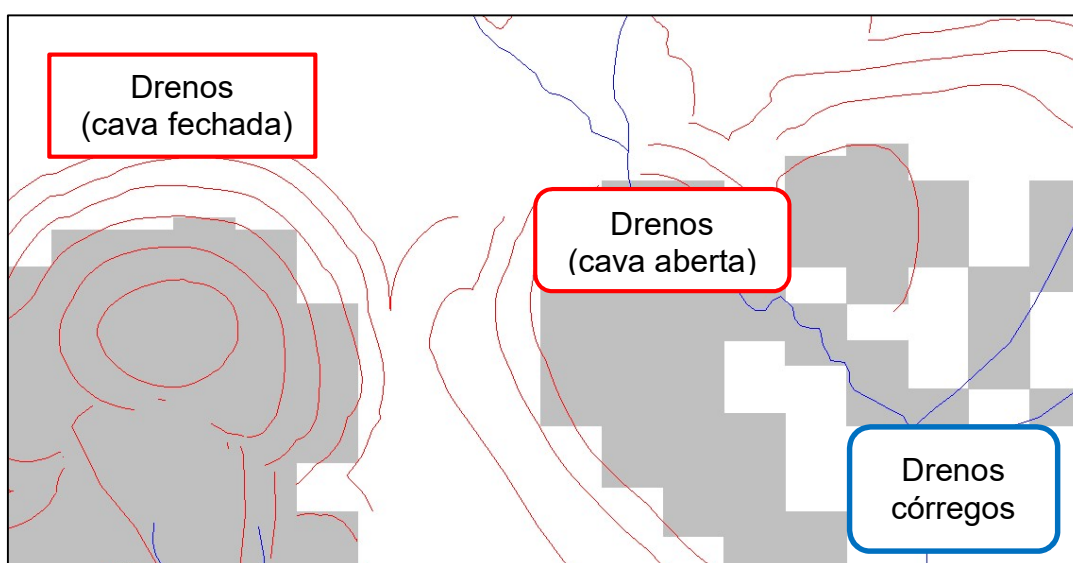 Drenos
(cava fechada)
Drenos
(cava aberta)
Drenos
córregos